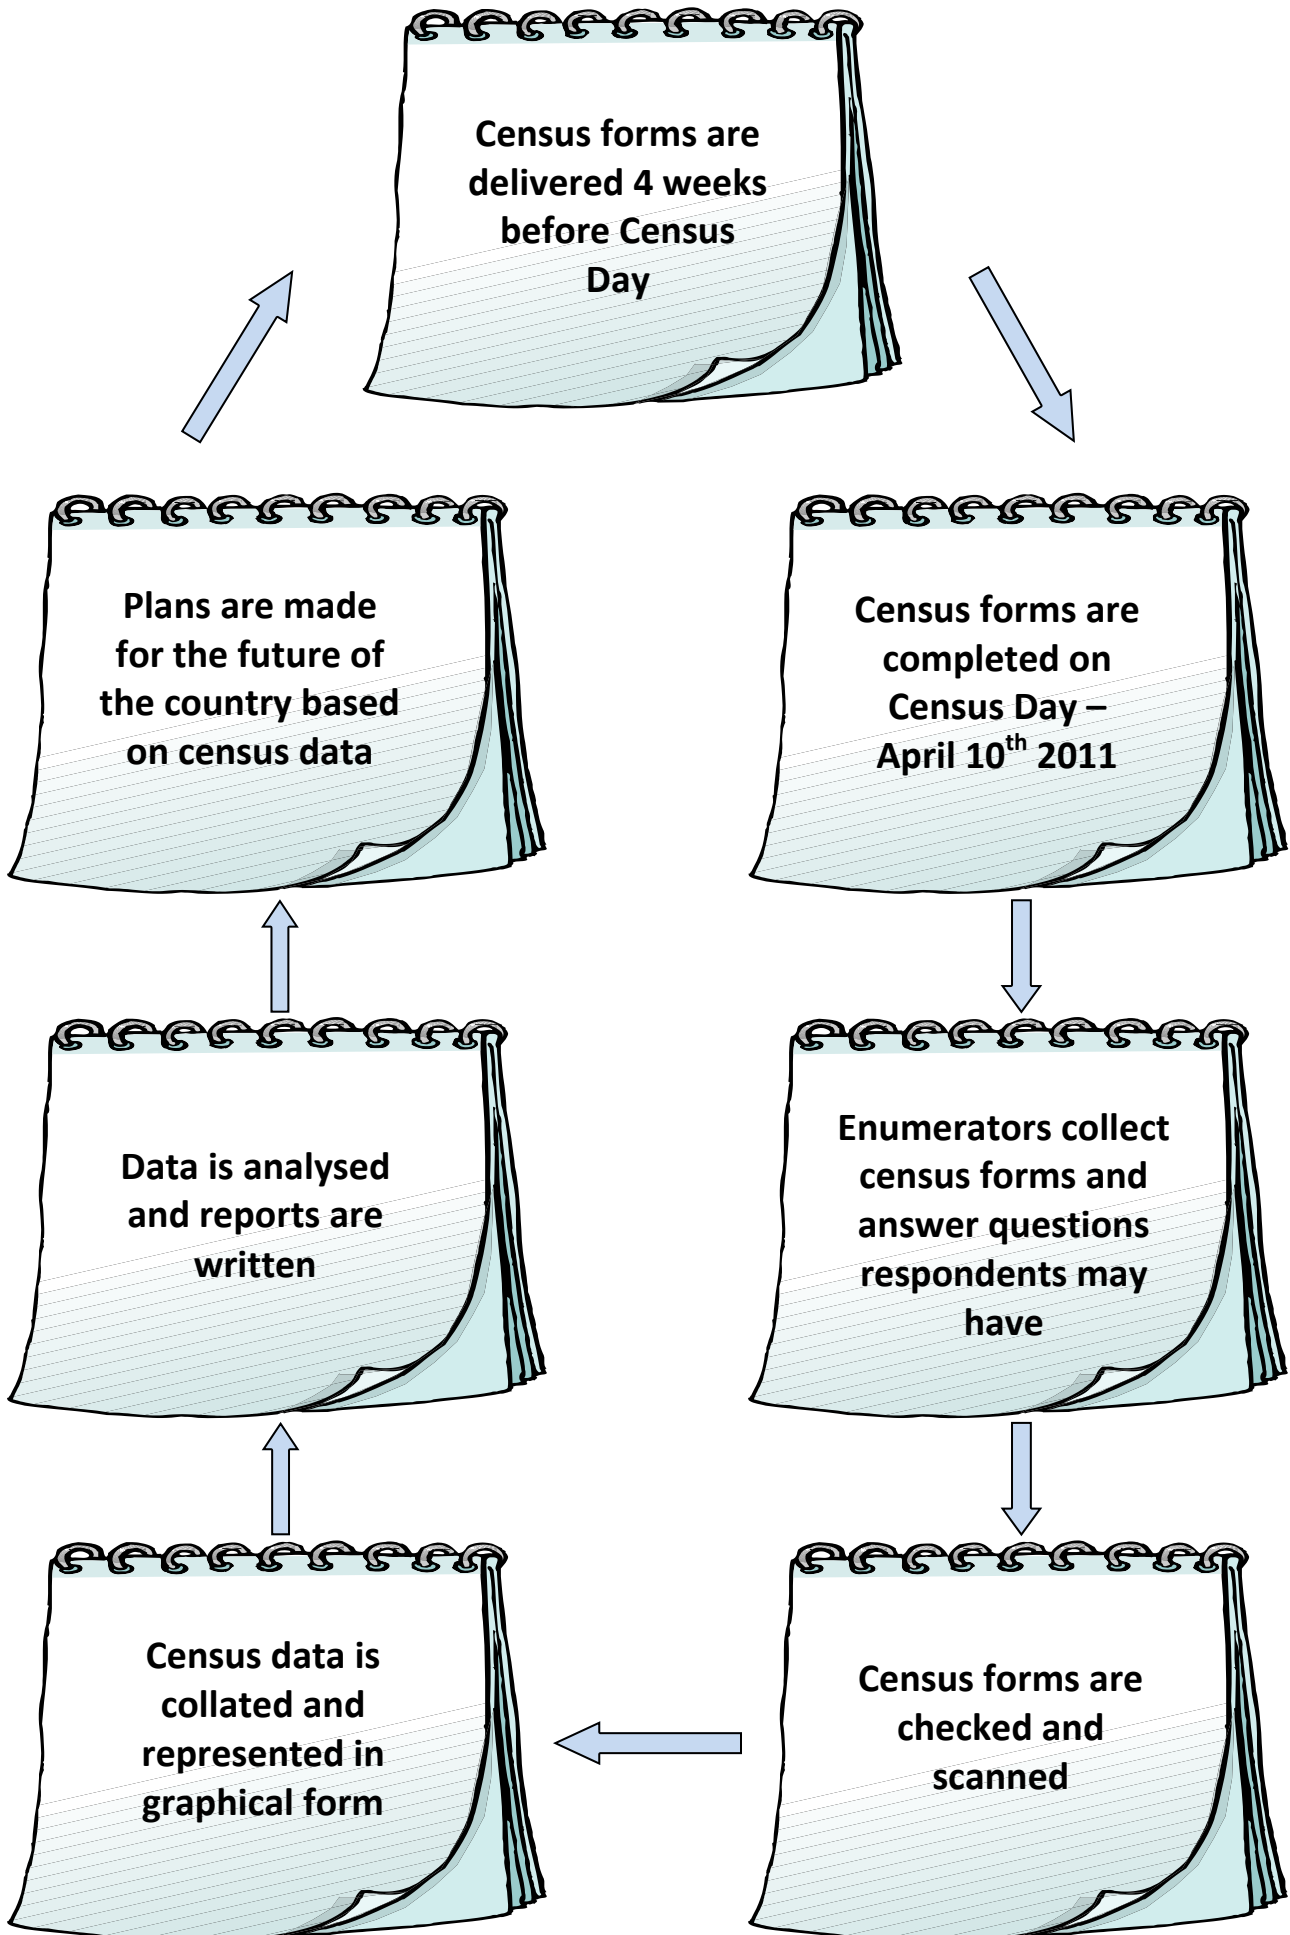 Census forms are
delivered 4 weeks
before Census
Day
Census forms are
completed on
Census Day –
April 10th 2011
Enumerators collect
census forms and
answer questions
respondents may
have
Census forms are
checked and
scanned
Census data is
collated and
represented in
graphical form
Data is analysed
and reports are
written
Plans are made
for the future of
the country based
on census data